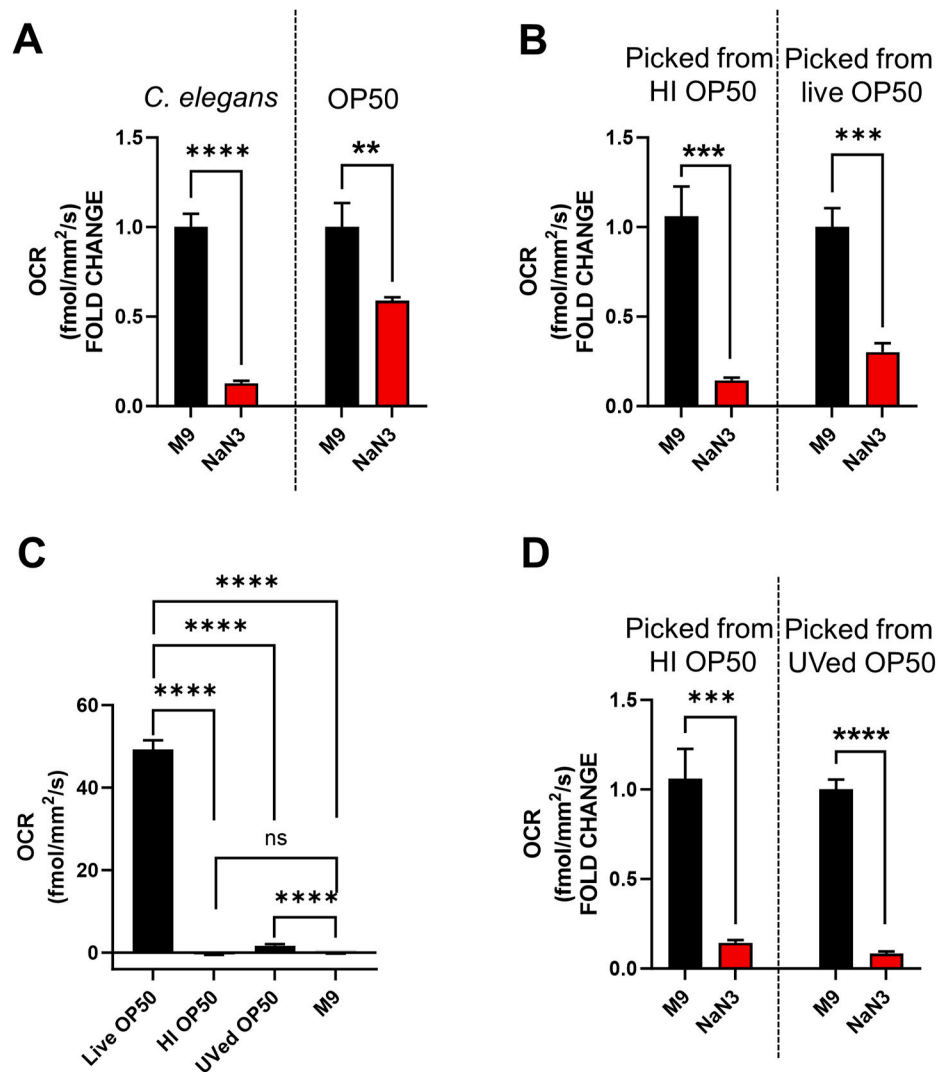 A
C. elegans
OP50
OCR
(fmol/mm²/s)
FOLD CHANGE
1.5
1.0
0.5
0.0
****
**
M9
NaN3
M9
NaN3
B
Picked from
HI OP50
Picked from
live OP50
OCR
(fmol/mm²/s)
FOLD CHANGE
1.5
1.0
0.5
0.0
***
***
M9
NaN3
M9
NaN3
C
****
****
****
ns
****
OCR
(fmol/mm²/s)
60
40
20
0
Live OP50
HI OP50
UVed OP50
M9
D
Picked from
HI OP50
Picked from
UVed OP50
OCR
(fmol/mm²/s)
FOLD CHANGE
1.5
1.0
0.5
0.0
***
****
M9
NaN3
M9
NaN3